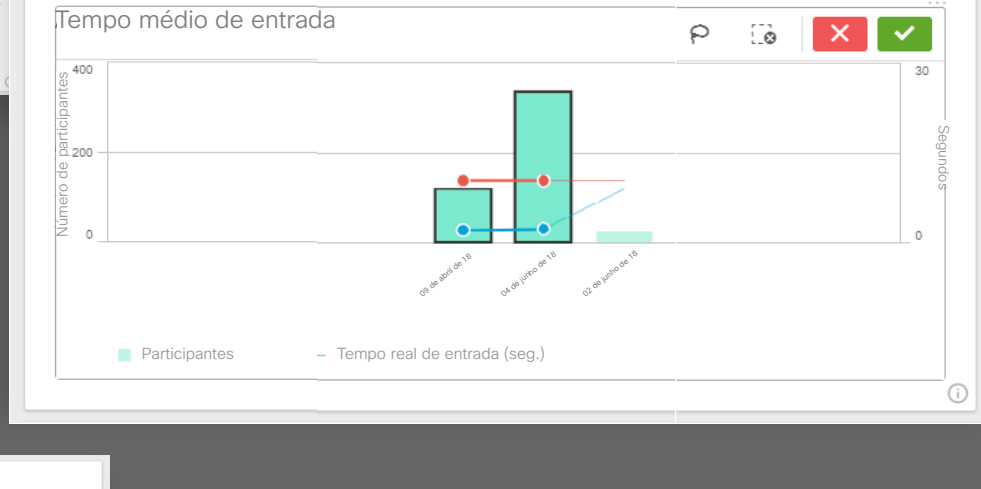 Tempo médio de entrada
400
30
Número de participantes
200
Segundos
0
0
09 de abril de 18
04 de junho de 18
02 de junho de 18
Participantes
Tempo real de entrada (seg.)